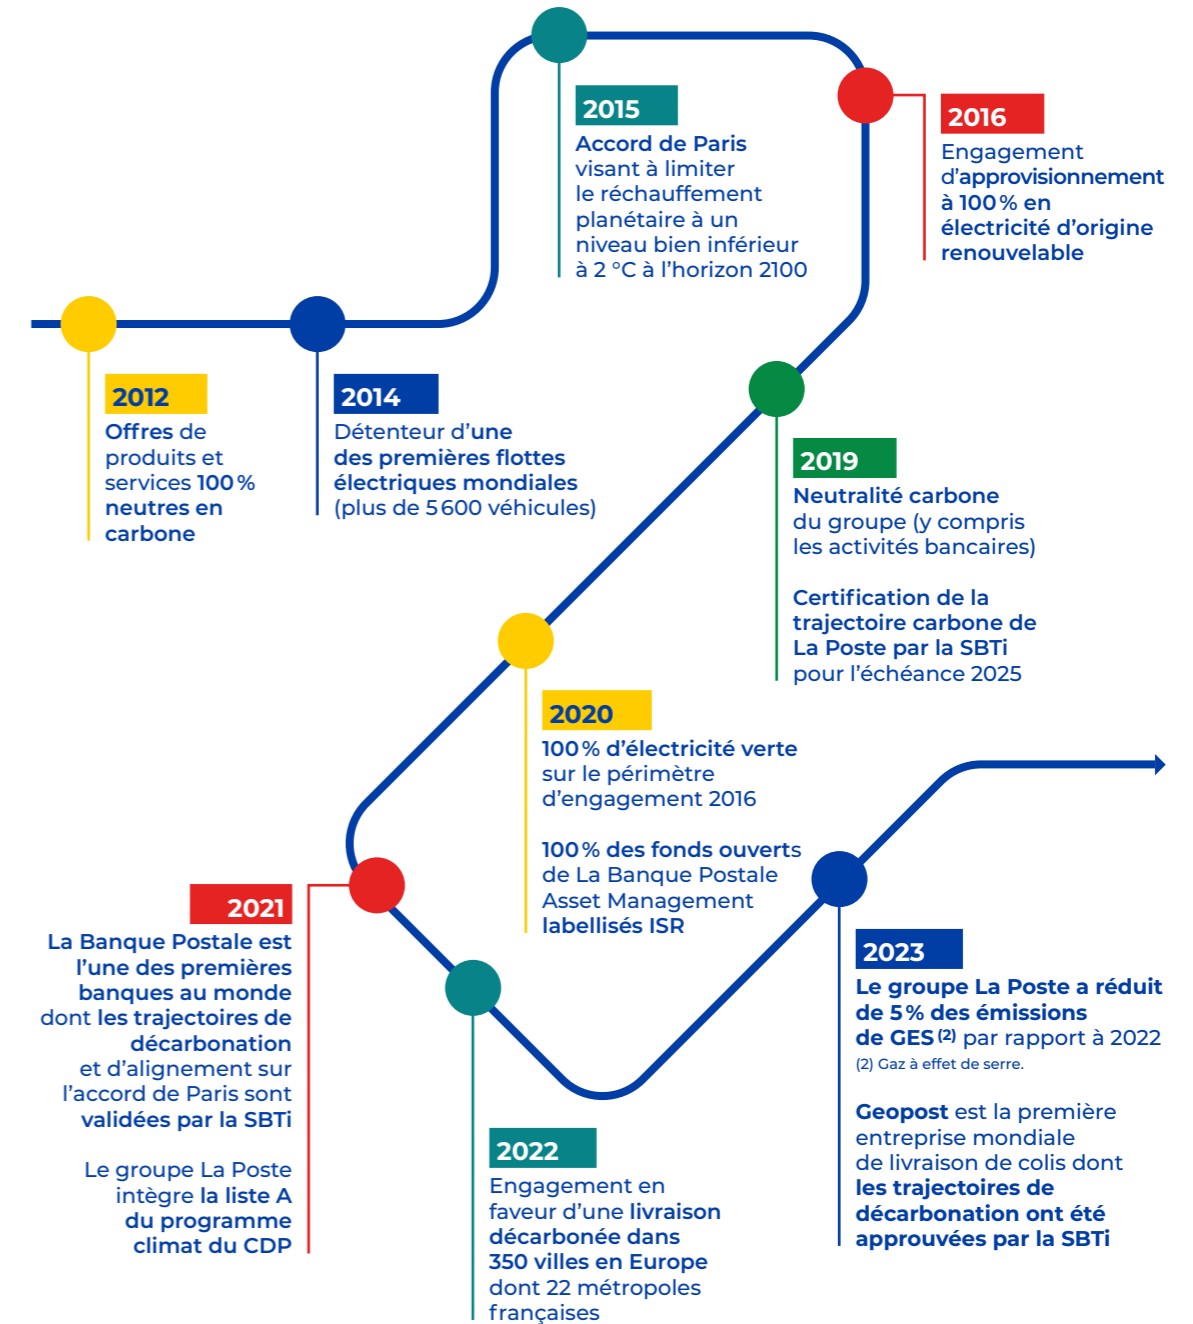 2012
Offres de
produits et
services 100 %
neutres en
carbone
2014
Détenteur d’une
des premières flottes
électriques mondiales
(plus de 5 600 véhicules)
2015
Accord de Paris
visant à limiter
le réchauffement
planétaire à un
niveau bien inférieur
à 2 °C à l’horizon 2100
2016
Engagement
d’approvisionnement
à 100 % en
électricité d’origine
renouvelable
2019
Neutralité carbone
du groupe (y compris
les activités bancaires)
Certification de la
trajectoire carbone de
La Poste par la SBTi
pour l’échéance 2025
2020
100 % d’électricité verte
sur le périmètre
d’engagement 2016
100 % des fonds ouverts
de La Banque Postale
Asset Management
labellisés ISR
2021
La Banque Postale est
l’une des premières
banques au monde
dont les trajectoires de
décarbonation
et d’alignement sur
l’accord de Paris sont
validées par la SBTi
Le groupe La Poste
intègre la liste A
du programme
climat du CDP
2022
Engagement en
faveur d’une livraison
décarbonée dans
350 villes en Europe
dont 22 métropoles
françaises
2023
Le groupe La Poste a réduit
de 5 % des émissions
de GES (2) par rapport à 2022
(2) Gaz à effet de serre.
Geopost est la première
entreprise mondiale
de livraison de colis dont
les trajectoires de
décarbonation ont été
approuvées par la SBTi